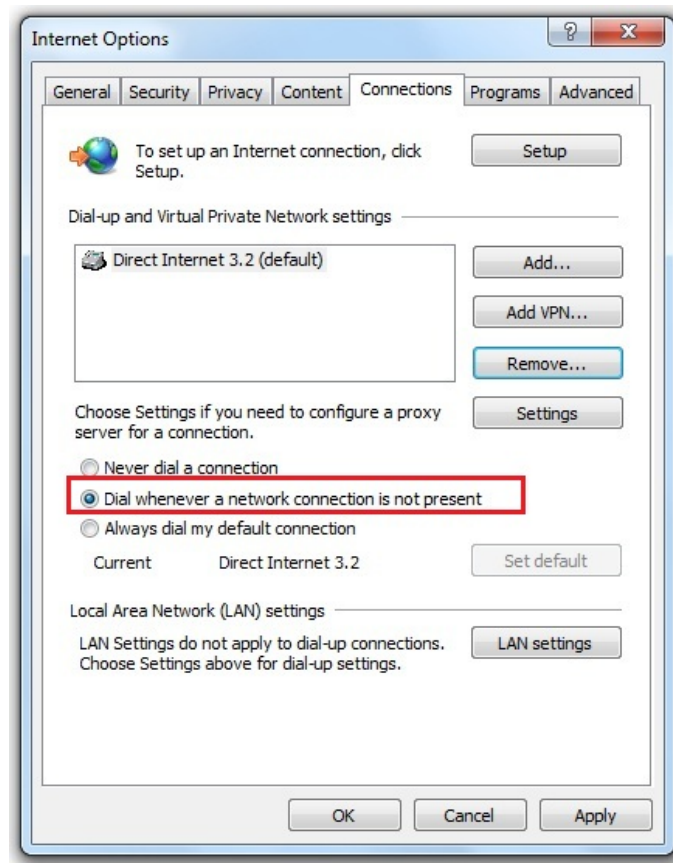 Internet Options
General Security Privacy Content Connections Programs Advanced
To set up an Internet connection, click
Setup.
Setup
Dial-up and Virtual Private Network settings
Direct Internet 3.2 (default)
Add...
Add VPN...
Remove...
Choose Settings if you need to configure a proxy
server for a connection.
Settings
Never dial a connection
Dial whenever a network connection is not present
Always dial my default connection
Current Direct Internet 3.2 Set default
Local Area Network (LAN) settings
LAN Settings do not apply to dial-up connections.
Choose Settings above for dial-up settings.
LAN settings
OK Cancel Apply